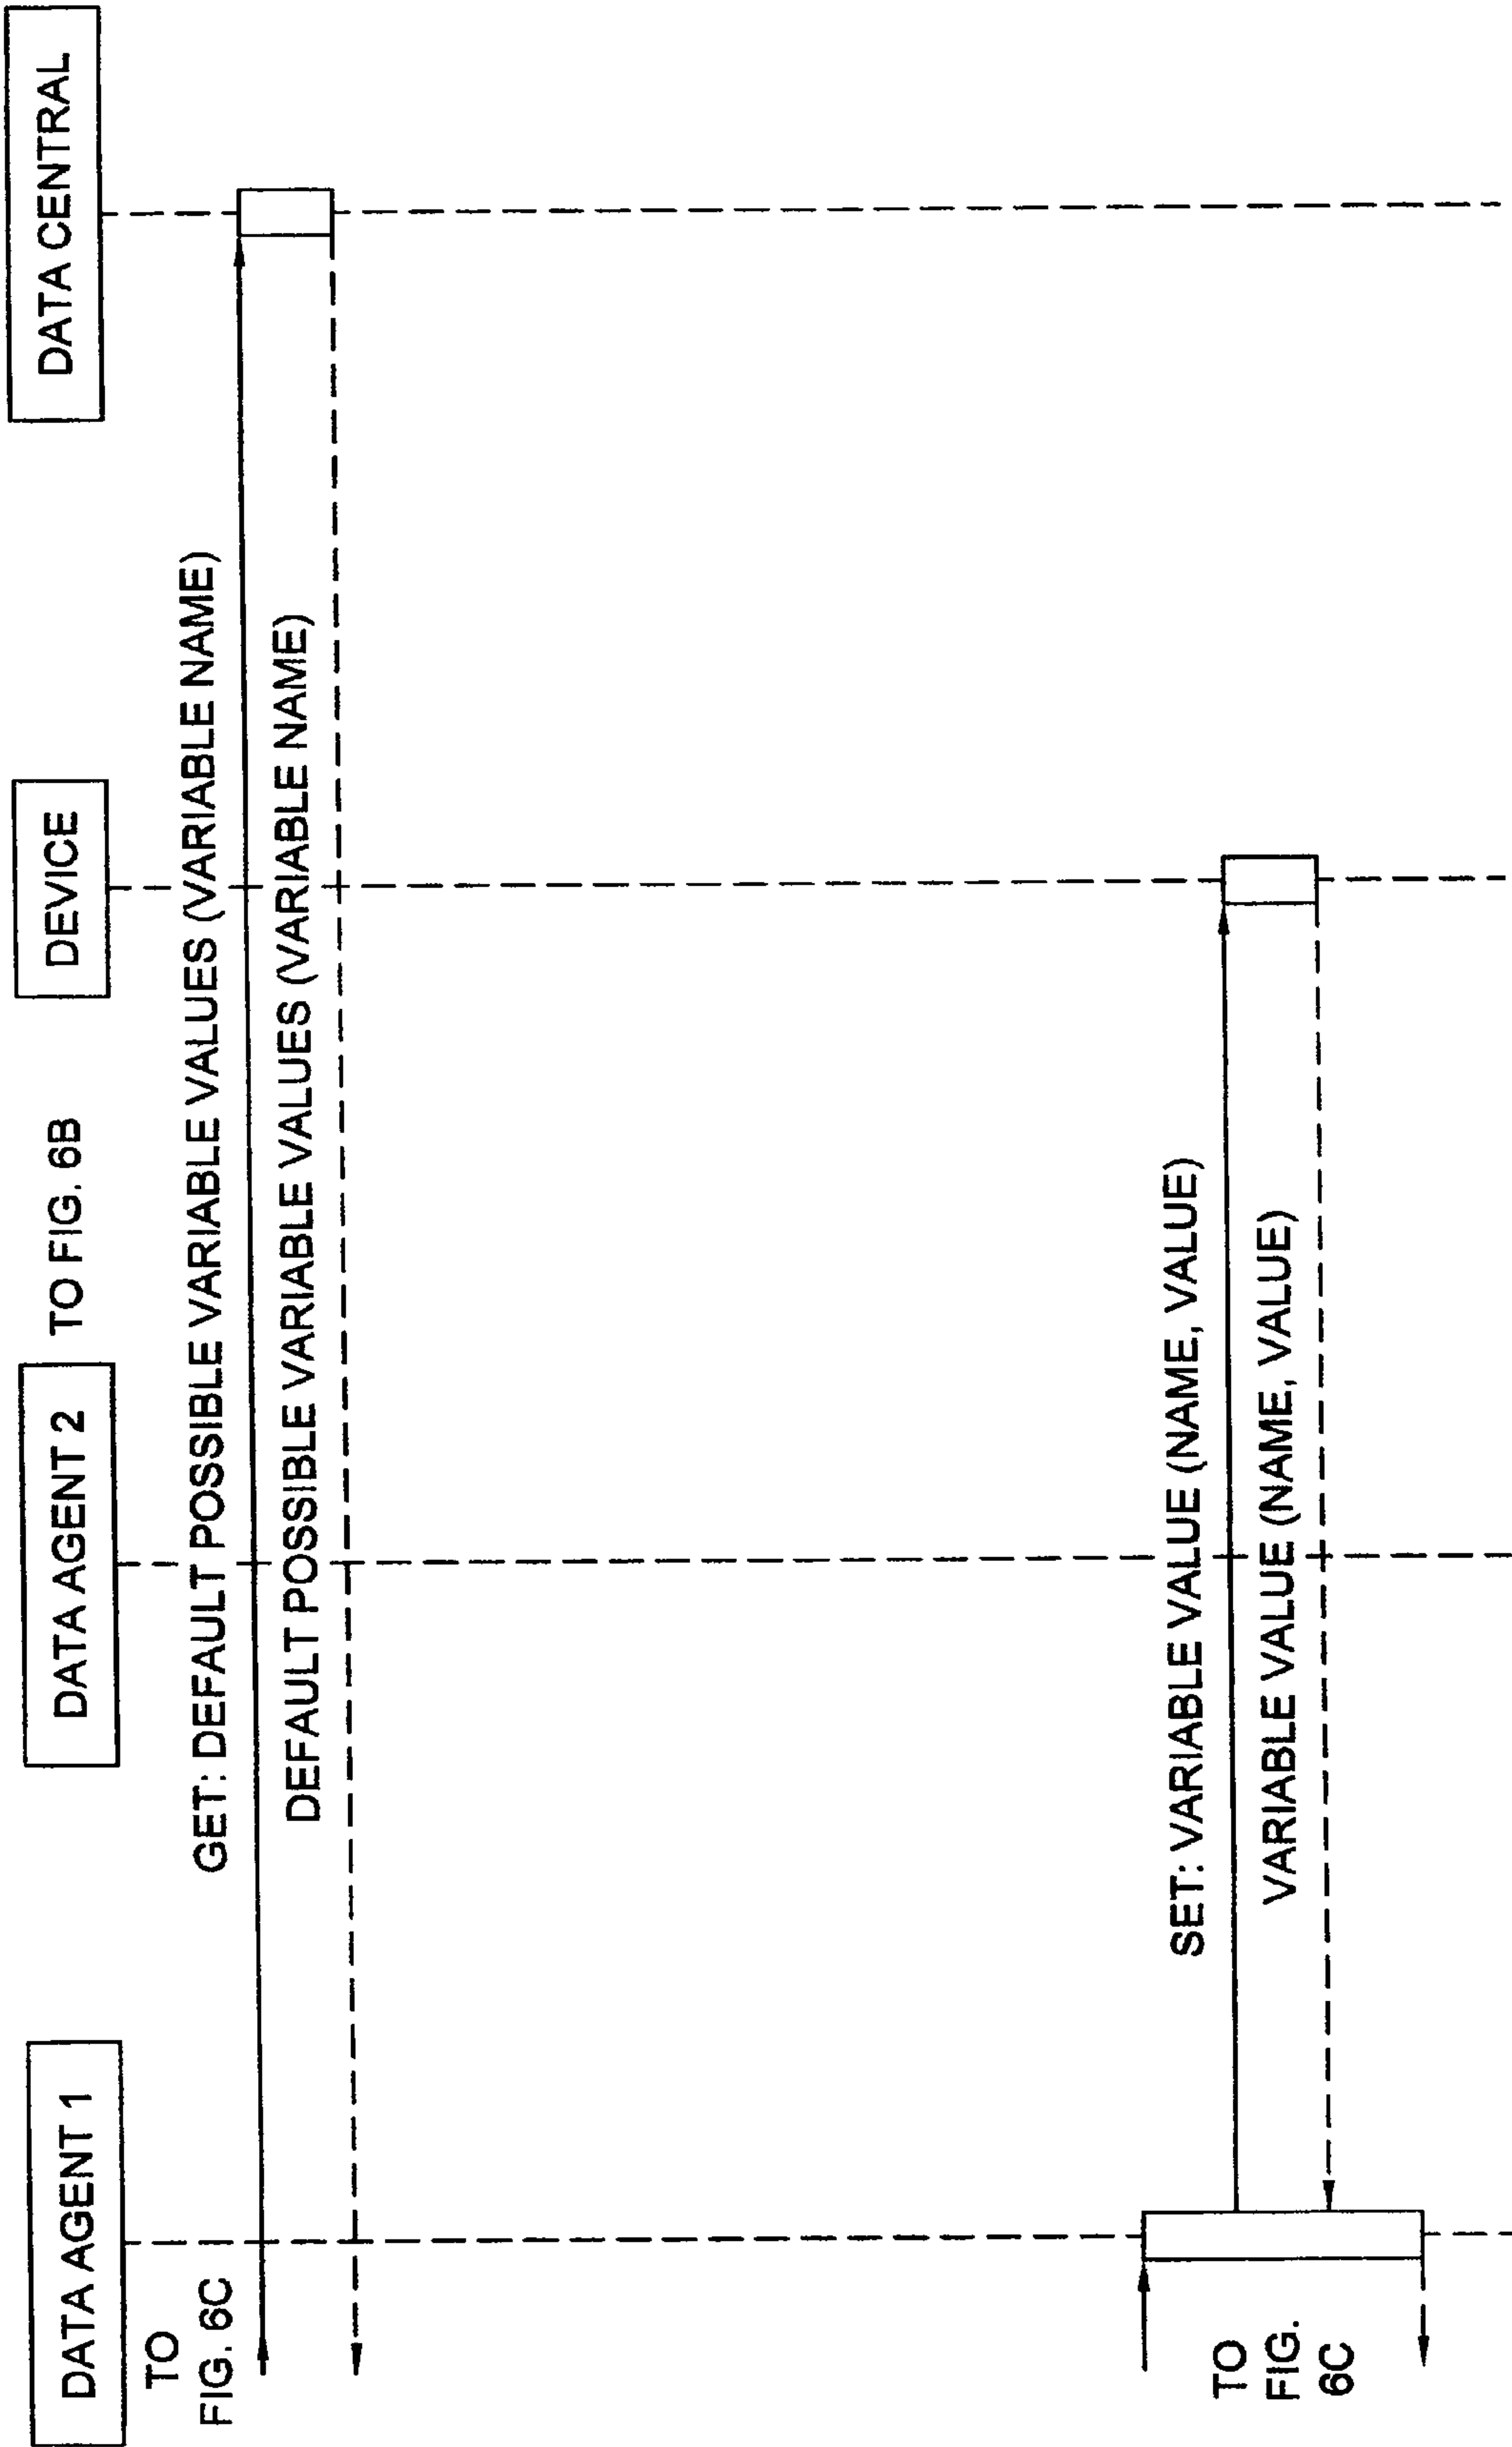 DATA AGENT 1
DATA AGENT 2
TO FIG. 6B
DEVICE
DATA CENTRAL
TO
FIG. 6C
GET: DEFAULT POSSIBLE VARIABLE VALUES (VARIABLE NAME)
DEFAULT POSSIBLE VARIABLE VALUES (VARIABLE NAME)
SET: VARIABLE VALUE (NAME, VALUE)
VARIABLE VALUE (NAME, VALUE)
TO
FIG.
6C